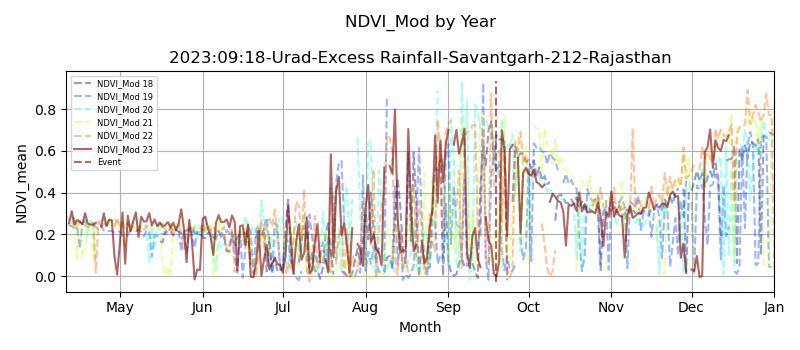 NDVI_Mod by Year
2023:09:18-Urad-Excess Rainfall-Savantgarh-212-Rajasthan
NDVI_mean
0.8
0.6
0.4
0.2
0.0
NDVI_Mod 18
NDVI_Mod 19
NDVI_Mod 20
NDVI_Mod 21
NDVI_Mod 22
NDVI_Mod 23
Event
May Jun Jul Aug Sep Oct Nov Dec Jan
Month